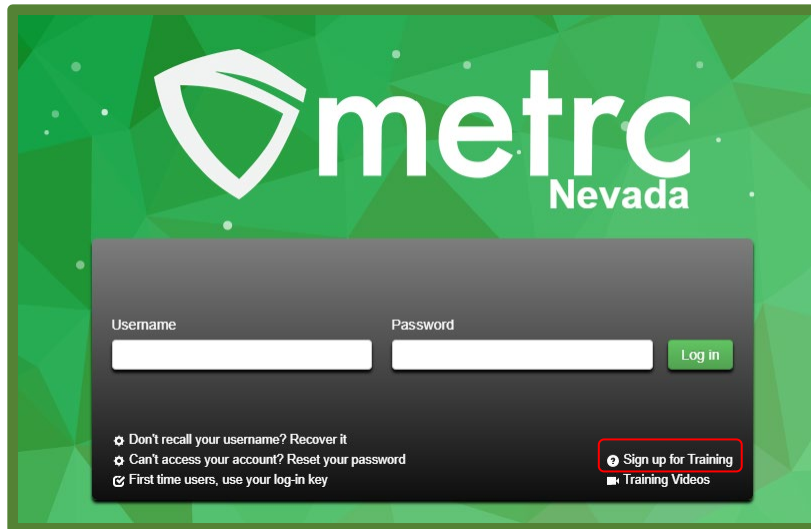 metrc
Nevada
Username Password
Log in
Don't recall your username? Recover it
Can't access your account? Reset your password
First time users, use your log-in key
Sign up for Training
Training Videos